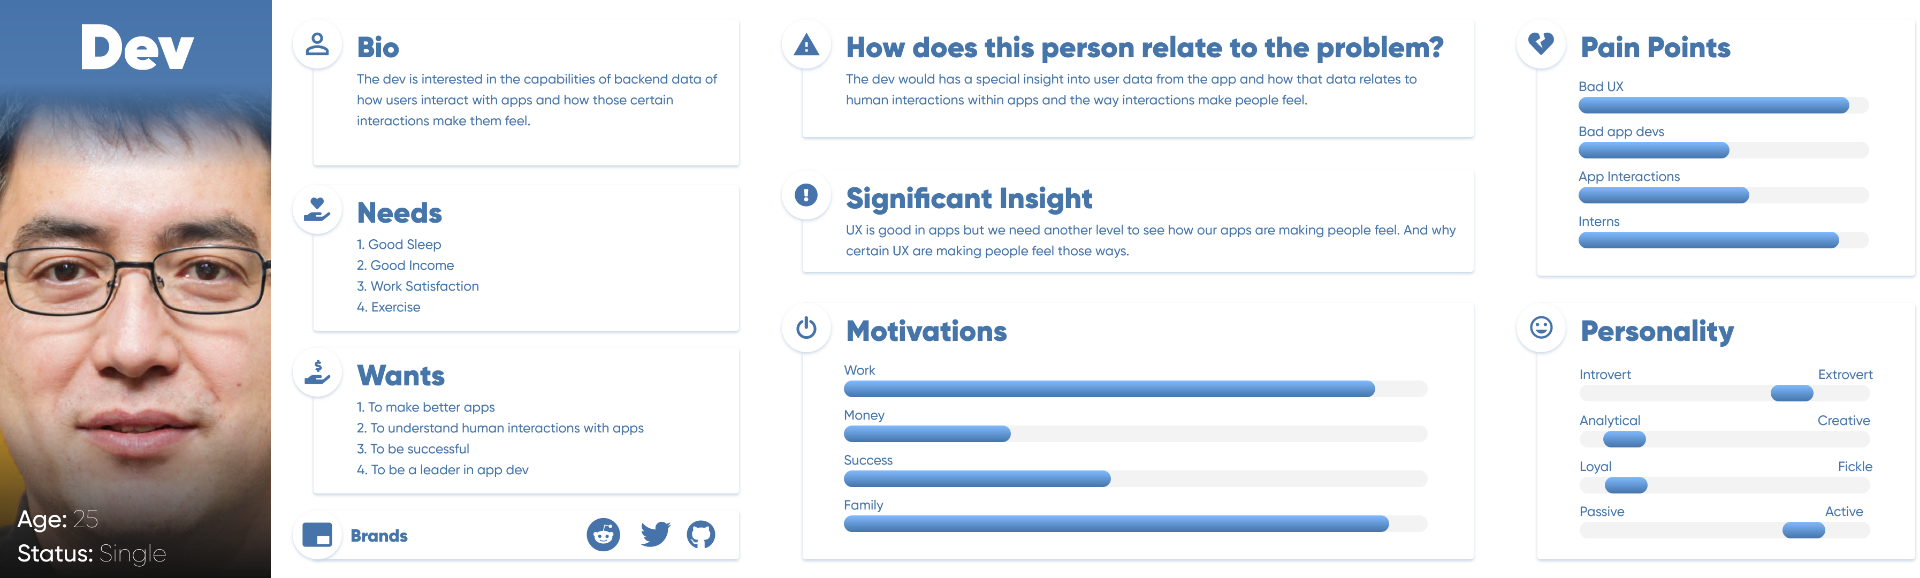 Dev
Age: 25
Status: Single
Bio
The dev is interested in the capabilities of backend data of
how users interact with apps and how those certain
interactions make them feel.
Needs
1. Good Sleep
2. Good Income
3. Work Satisfaction
4. Exercise
Wants
1. To make better apps
2. To understand human interactions with apps
3. To be successful
4. To be a leader in app dev
Brands
How does this person relate to the problem?
The dev would has a special insight into user data from the app and how that data relates to
human interactions within apps and the way interactions make people feel.
Significant Insight
UX is good in apps but we need another level to see how our apps are making people feel. And why
certain UX are making people feel those ways.
Motivations
Work
Money
Success
Family
Pain Points
Bad UX
Bad app devs
App Interactions
Interns
Personality
Introvert Extrovert
Analytical Creative
Loyal Fickle
Passive Active